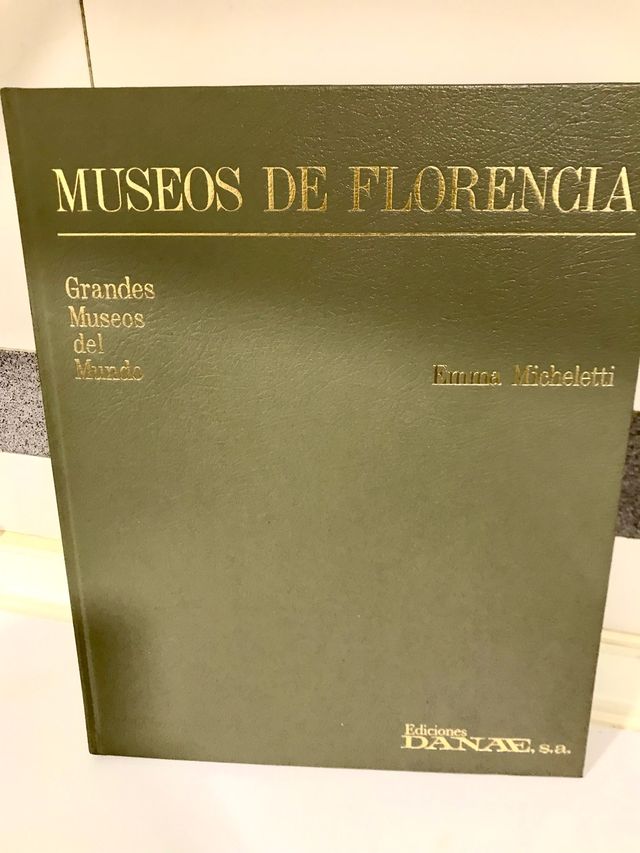 MUSEOS DE FLORENCIA
Grandes
Museos
del
Mundo
Emma Micheletti
Ediciones
DANAE, s.a.